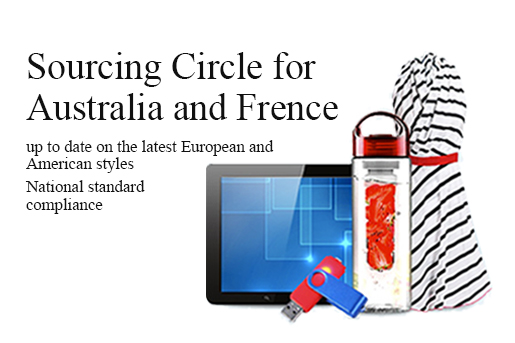 Sourcing Circle for
Australia and Frence
up to date on the latest European and
American styles
National standard
compliance